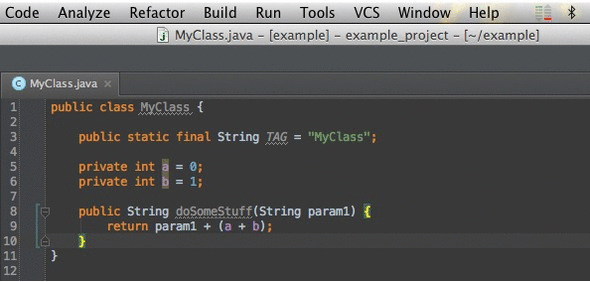 Code Analyze Refactor Build Run Tools VCS Window Help
MyClass.java – [example] – example_project – [~/example]
MyClass.java
1 public class MyClass {
2
3 public static final String TAG = "MyClass";
4
5 private int a = 0;
6 private int b = 1;
7
8 public String doSomeStuff(String param1) {
9 return param1 + (a + b);
10 }
11 }
12